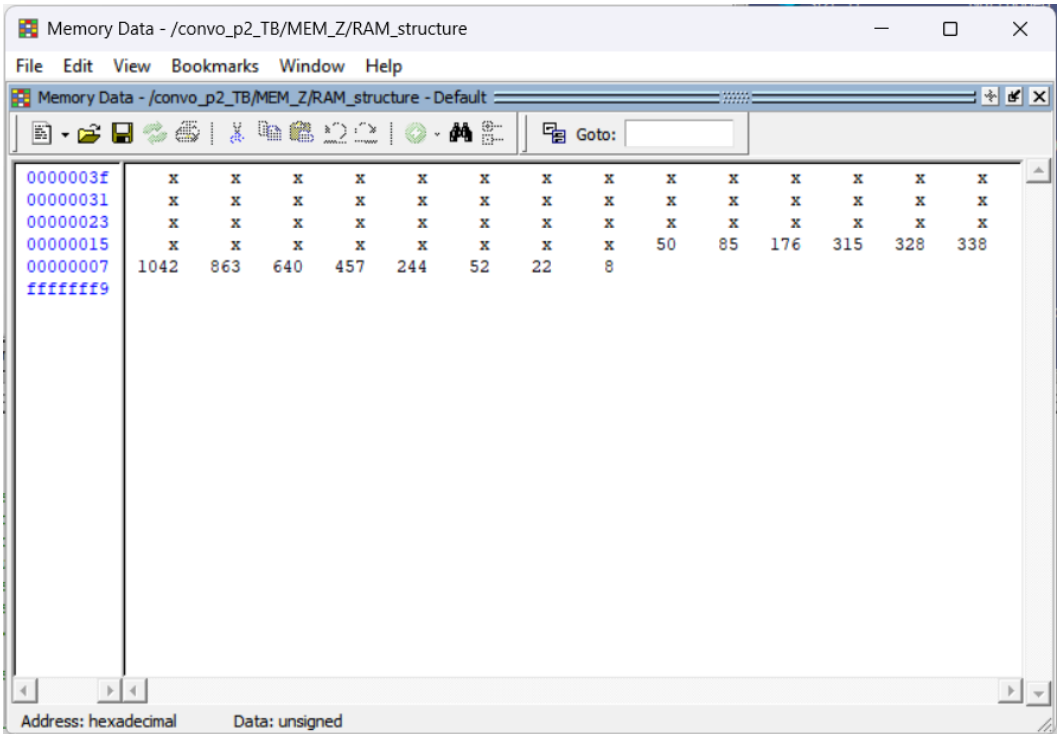 Memory Data - /convo_p2_TB/MEM_Z/RAM_structure
File Edit View Bookmarks Window Help
Memory Data - /convo_p2_TB/MEM_Z/RAM_structure - Default
Goto:
0000003f x x x x x x x x x x x x x x
00000031 x x x x x x x x x x x x x x
00000023 x x x x x x x x x x x x x x
00000015 x x x x x x x x 50 85 176 315 328 338
00000007 1042 863 640 457 244 52 22 8
fffffff9
Address: hexadecimal Data: unsigned